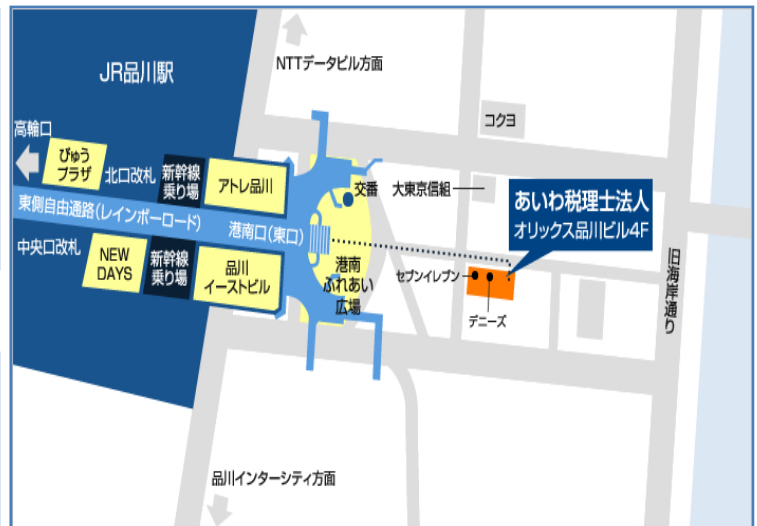 JR品川駅
NTTデータビル方面
コクヨ
高輪口
びゅう
プラザ
北口改札
新幹線
乗り場
アトレ品川
交番
大東京信組
あいわ税理士法人
オリックス品川ビル4F
東側自由通路(レインボーロード)
港南口(東口)
中央口改札
NEW
DAYS
新幹線
乗り場
品川
イーストビル
港南
ふれあい
広場
セブンイレブン
デニーズ
旧海岸通り
品川インターシティ方面